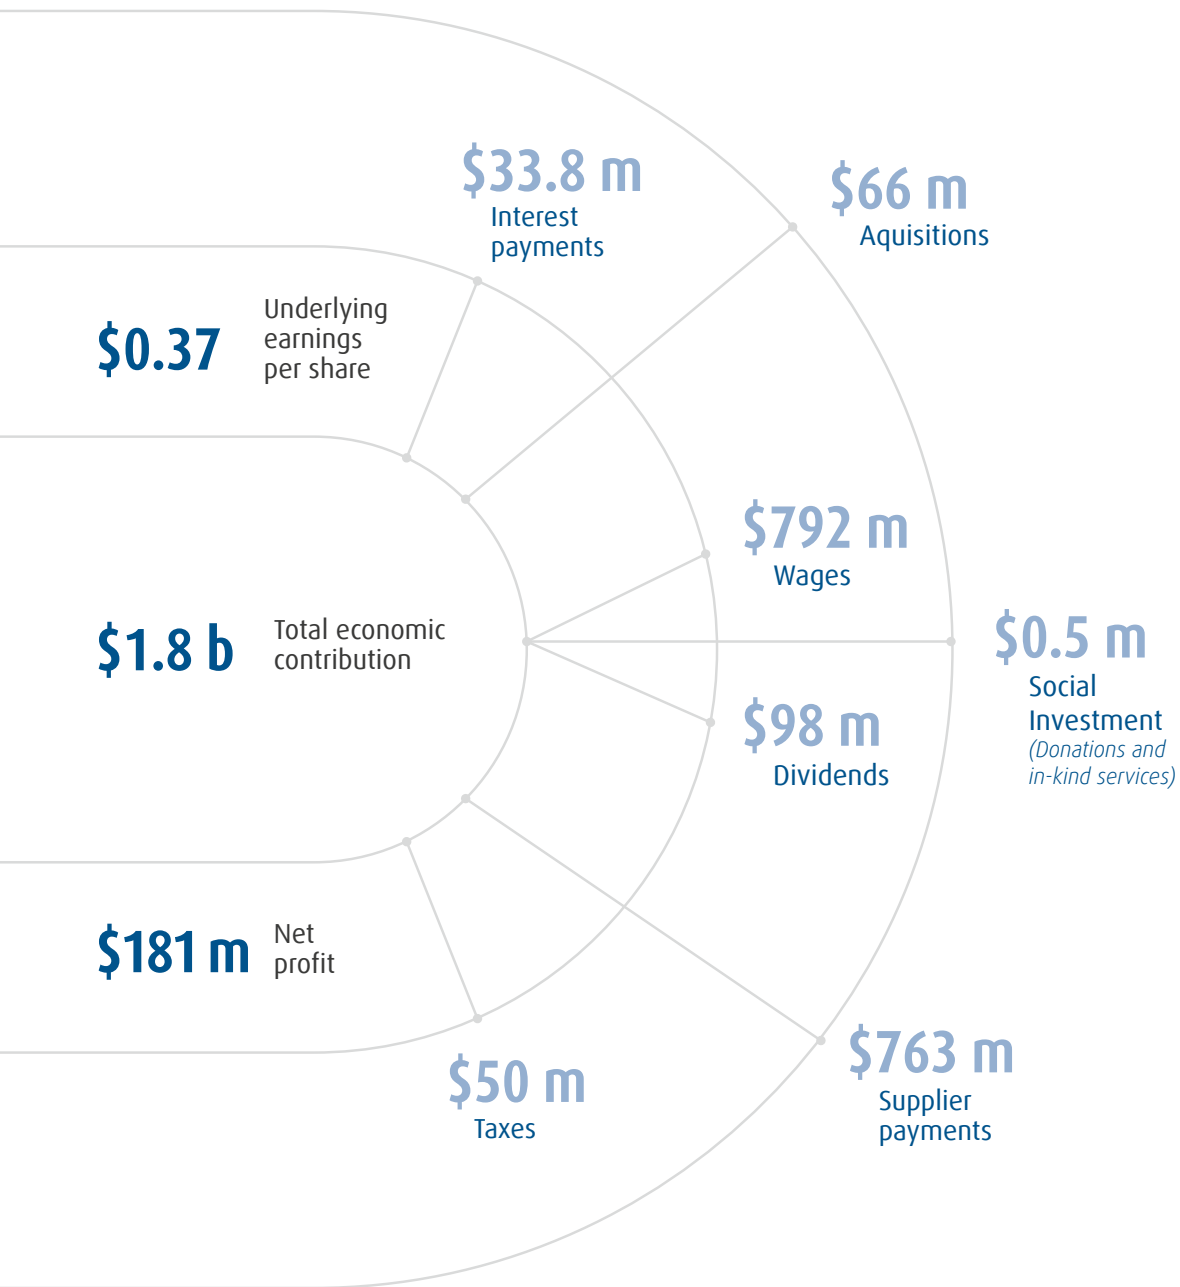 $33.8 m
Interest
payments
$66 m
Aquisitions
$0.37
Underlying
earnings
per share
$792 m
Wages
$1.8 b
Total economic
contribution
$0.5 m
Social
Investment
(Donations and
in-kind services)
$98 m
Dividends
$181 m
Net
profit
$50 m
Taxes
$763 m
Supplier
payments